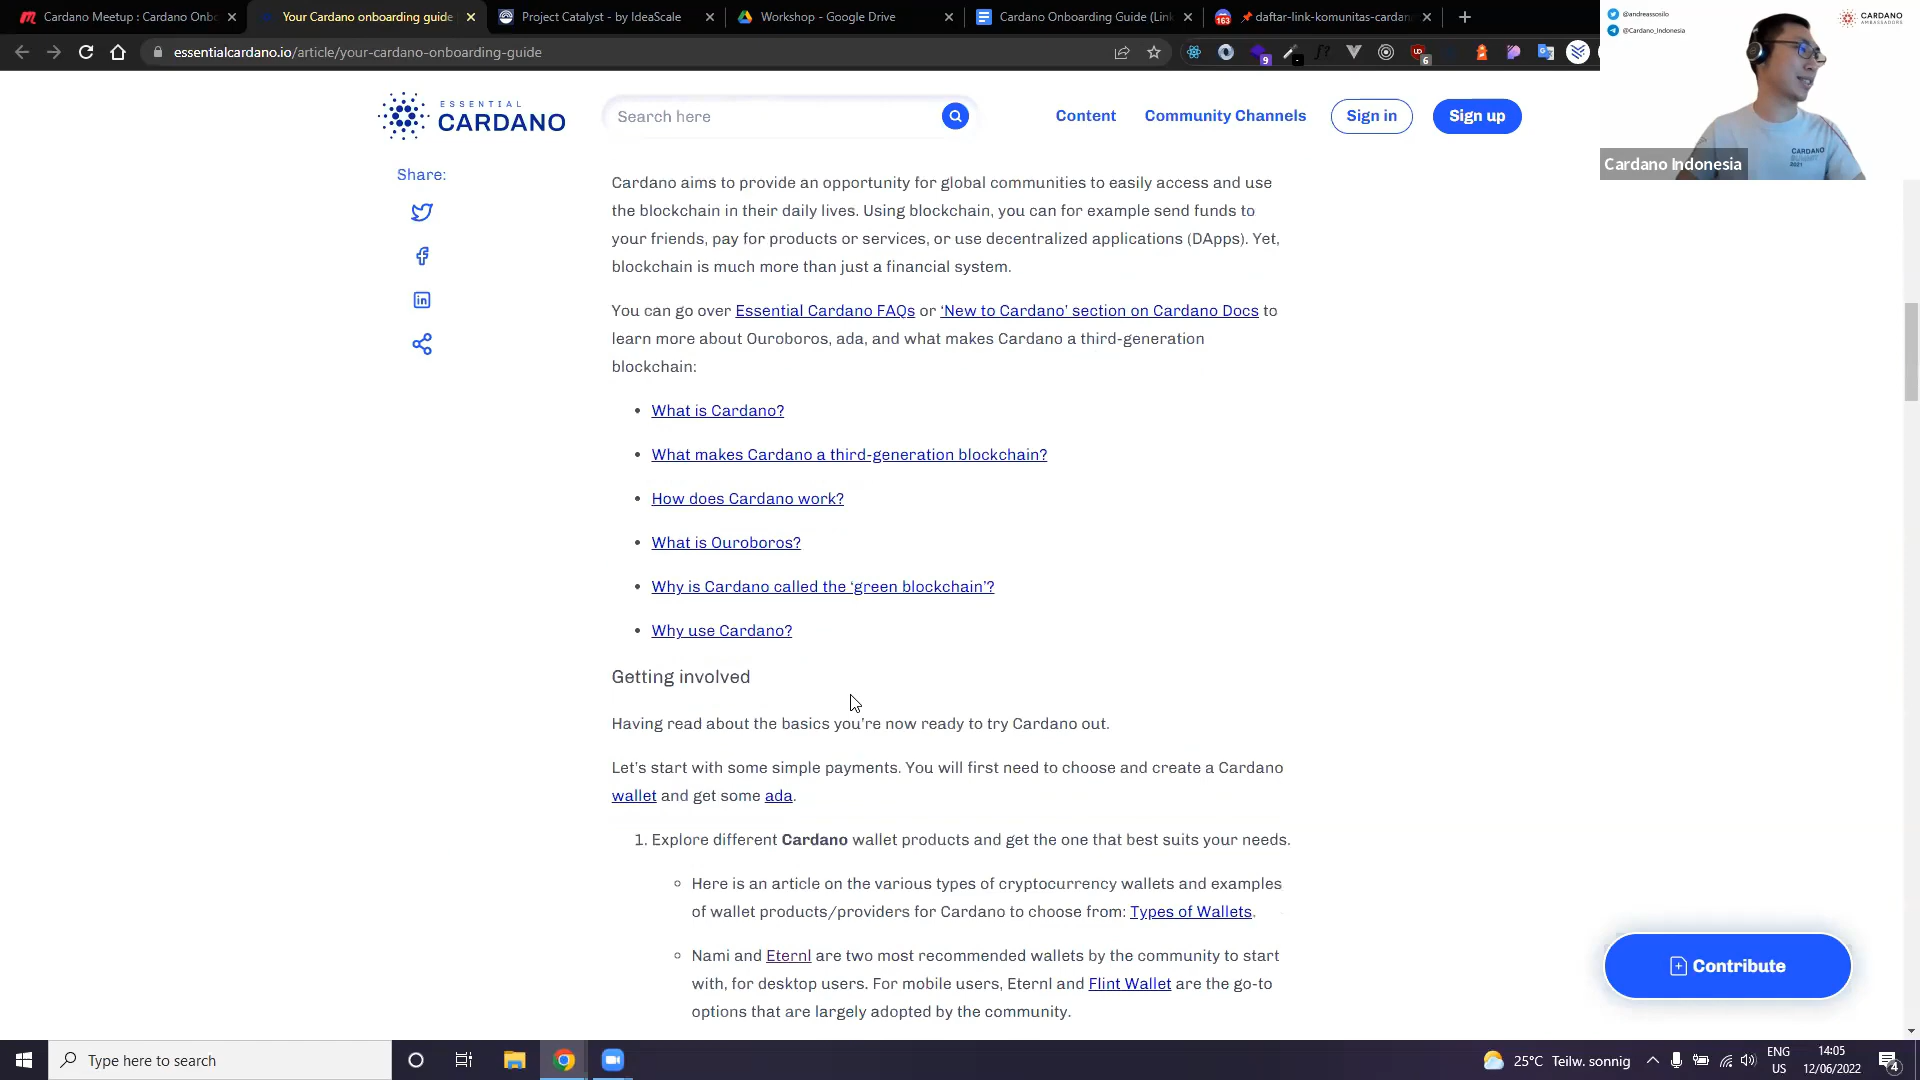 Cardano Meetup : Cardano Onbo
Your Cardano onboarding guide
Project Catalyst - by IdeaScale
Workshop - Google Drive
Cardano Onboarding Guide (Link
163
daftar-link-komunitas-cardan
essentialcardano.io/article/your-cardano-onboarding-guide
9
6
@andreassosilo
@Cardano_Indonesia
CARDANO
AMBASSADORS
CARDANO
SUMMIT
2021
Cardano Indonesia
ESSENTIAL
CARDANO
Search here
Content
Community Channels
Sign in
Sign up
Share:
Cardano aims to provide an opportunity for global communities to easily access and use
the blockchain in their daily lives. Using blockchain, you can for example send funds to
your friends, pay for products or services, or use decentralized applications (DApps). Yet,
blockchain is much more than just a financial system.
You can go over Essential Cardano FAQs or ‘New to Cardano’ section on Cardano Docs to
learn more about Ouroboros, ada, and what makes Cardano a third-generation
blockchain:
• What is Cardano?
• What makes Cardano a third-generation blockchain?
• How does Cardano work?
• What is Ouroboros?
• Why is Cardano called the ‘green blockchain’?
• Why use Cardano?
Getting involved
Having read about the basics you’re now ready to try Cardano out.
Let’s start with some simple payments. You will first need to choose and create a Cardano
wallet and get some ada.
1. Explore different Cardano wallet products and get the one that best suits your needs.
Here is an article on the various types of cryptocurrency wallets and examples
of wallet products/providers for Cardano to choose from: Types of Wallets.
Nami and Eternl are two most recommended wallets by the community to start
with, for desktop users. For mobile users, Eternl and Flint Wallet are the go-to
options that are largely adopted by the community.
Contribute
Type here to search
25°C Teilw. sonnig
ENG
US
14:05
12/06/2022
4